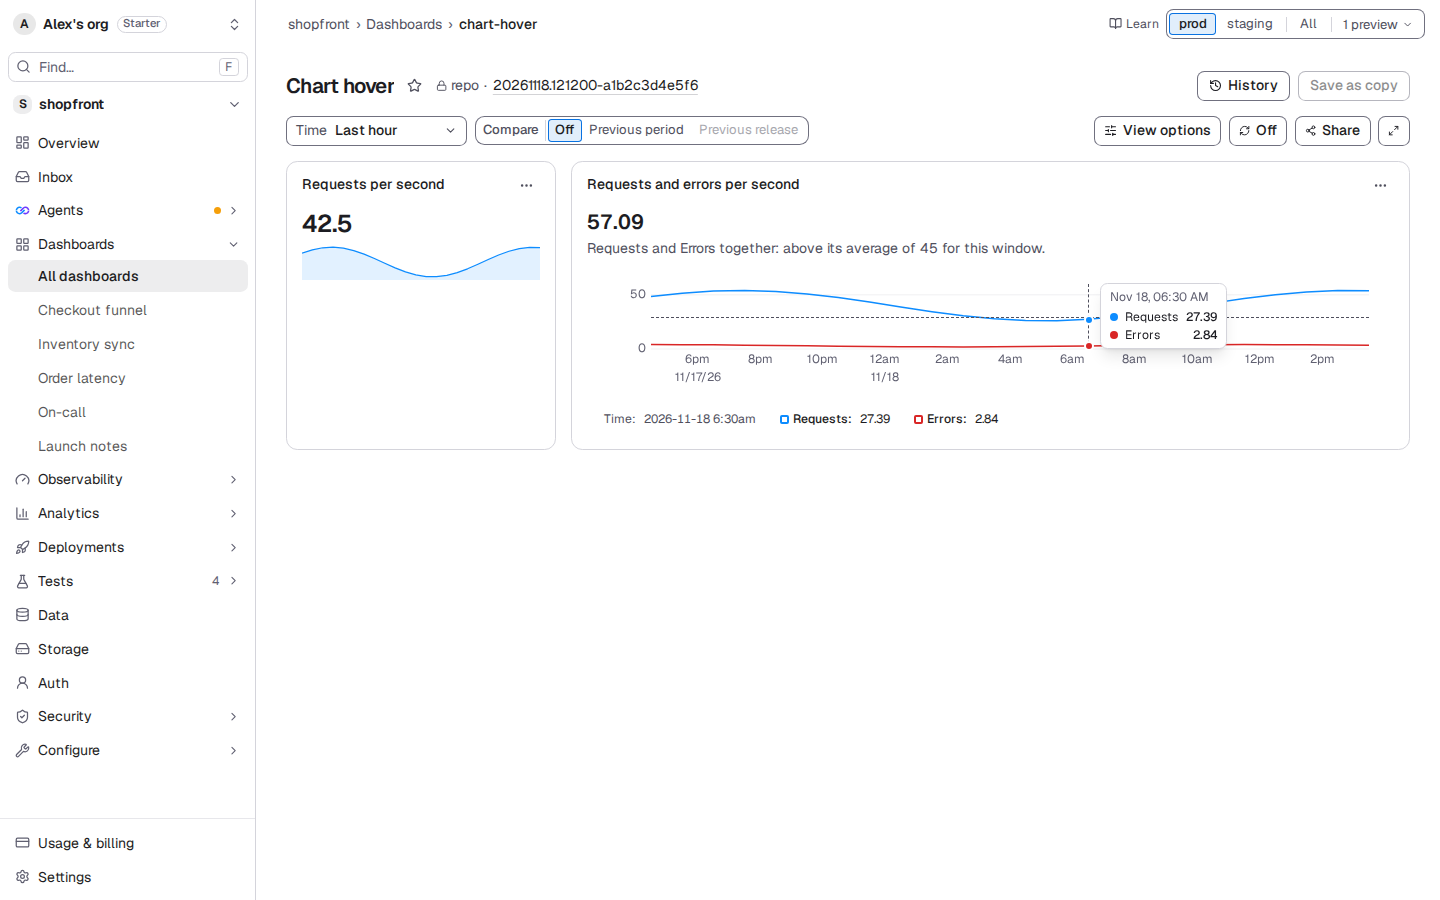 A Alex's org Starter
Find... F
S shopfront
Overview
Inbox
Agents
Dashboards
All dashboards
Checkout funnel
Inventory sync
Order latency
On-call
Launch notes
Observability
Analytics
Deployments
Tests 4
Data
Storage
Auth
Security
Configure
Usage & billing
Settings
shopfront › Dashboards › chart-hover
Learn prod staging All 1 preview
Chart hover repo · 20261118.121200-a1b2c3d4e5f6
History Save as copy
Time Last hour Compare Off Previous period Previous release
View options Off Share
Requests per second
42.5
Requests and errors per second
57.09
Requests and Errors together: above its average of 45 for this window.
50
0
Nov 18, 06:30 AM
Requests 27.39
Errors 2.84
6pm 8pm 10pm 12am 2am 4am 6am 8am 10am 12pm 2pm
11/17/26 11/18
Time: 2026-11-18 6:30am Requests: 27.39 Errors: 2.84